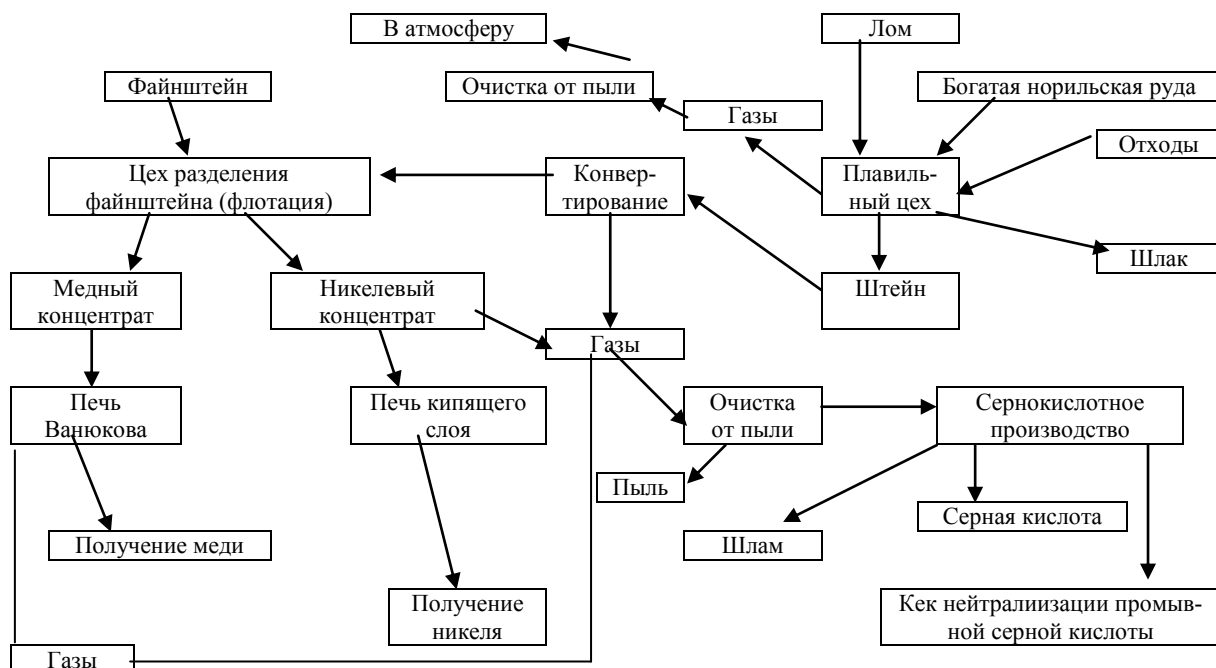 В атмосферу
Лом
Файнштейн
Очистка от пыли
Богатая норильская руда
Газы
Отходы
Цех разделения
файнштейна (флотация)
Конвер-
тирование
Плавиль-
ный цех
Шлак
Медный
концентрат
Никелевый
концентрат
Штейн
Газы
Печь
Ванюкова
Печь кипящего
слоя
Очистка
от пыли
Сернокислотное
производство
Пыль
Серная кислота
Получение меди
Шлам
Получение
никеля
Кек нейтралиизации промыв-
ной серной кислоты
Газы